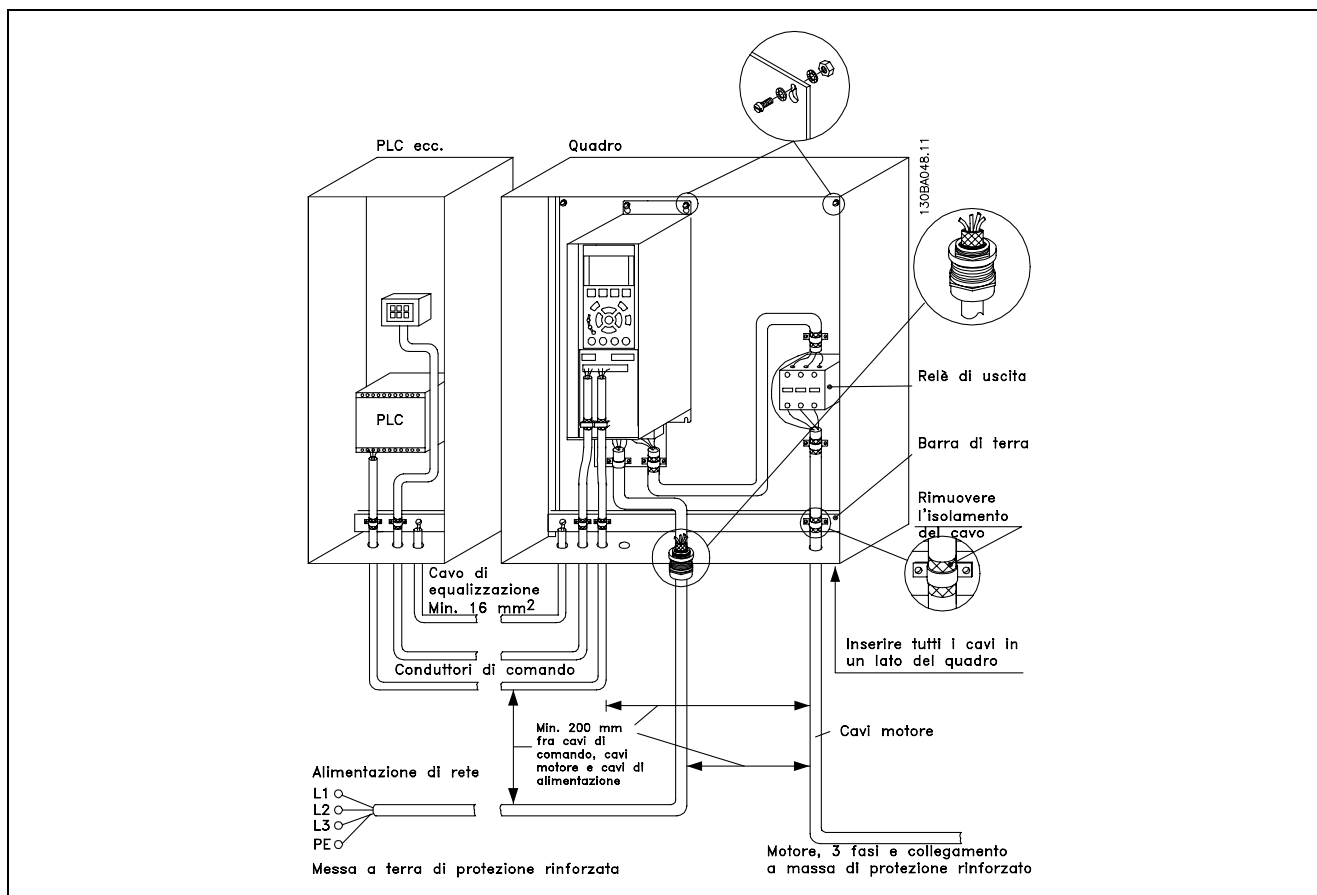 PLC ecc.
Quadro
130BA048.11
PLC
Relè di uscita
Barra di terra
Rimuovere
l'isolamento
del cavo
Cavo di
equalizzazione
Min. 16 mm2
Inserire tutti i cavi in
un lato del quadro
Conduttori di comando
Min. 200 mm
fra cavi di
comando, cavi
motore e cavi di
alimentazione
Cavi motore
Alimentazione di rete
L1
L2
L3
PE
Messa a terra di protezione rinforzata
Motore, 3 fasi e collegamento
a massa di protezione rinforzato